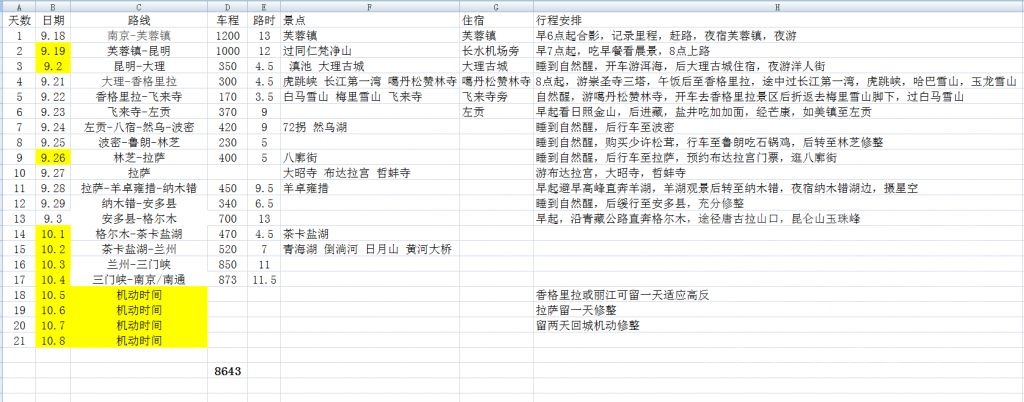 A B C D E F G H
天数 日期 路线 车程 路时 景点 住宿 行程安排
1 9.18 南京-芙蓉镇 1200 13 芙蓉镇 芙蓉镇 早6点起合影，记录里程，赶路，夜宿芙蓉镇，夜游
2 9.19 芙蓉镇-昆明 1000 12 过同仁梵净山 长水机场旁 早7点起，吃早餐看晨景，8点上路
3 9.2 昆明-大理 350 4.5 滇池 大理古城 大理古城 睡到自然醒，开车游洱海，后大理古城住宿，夜游洋人街
4 9.21 大理-香格里拉 300 4.5 虎跳峡 长江第一湾 噶丹松赞林寺 噶丹松赞林寺 8点起，游崇圣寺三塔，午饭后至香格里拉，途中过长江第一湾，虎跳峡，哈巴雪山，玉龙雪山
5 9.22 香格里拉-飞来寺 170 3.5 白马雪山 梅里雪山 飞来寺 飞来寺旁 自然醒，游噶丹松赞林寺，开车去香格里拉景区后折返去梅里雪山脚下，过白马雪山
6 9.23 飞来寺-左贡 370 9 左贡 早起看日照金山，后进藏，盐井吃加加面，经芒康，如美镇至左贡
7 9.24 左贡-八宿-然乌-波密 420 9 72拐 然乌湖 睡到自然醒，后行车至波密
8 9.25 波密-鲁朗-林芝 230 5 睡到自然醒，购买少许松茸，行车至鲁朗吃石锅鸡，后转至林芝修整
9 9.26 林芝-拉萨 400 5 八廓街 睡到自然醒，后行车至拉萨，预约布达拉宫门票，逛八廓街
10 9.27 拉萨 大昭寺 布达拉宫 哲蚌寺 游布达拉宫，大昭寺，哲蚌寺
11 9.28 拉萨-羊卓雍措-纳木错 450 9.5 羊卓雍措 早起避早高峰直奔羊湖，羊湖观景后转至纳木错，夜宿纳木错湖边，摄星空
12 9.29 纳木错-安多县 340 6.5 睡到自然醒，后缓行至安多县，充分修整
13 9.3 安多县-格尔木 700 13 早起，沿青藏公路直奔格尔木，途径唐古拉山口，昆仑山玉珠峰
14 10.1 格尔木-茶卡盐湖 470 4.5 茶卡盐湖
15 10.2 茶卡盐湖-兰州 520 7 青海湖 倒淌河 日月山 黄河大桥
16 10.3 兰州-三门峡 850 11
17 10.4 三门峡-南京/南通 873 11.5
18 10.5 机动时间 香格里拉或丽江可留一天适应高反
19 10.6 机动时间 拉萨留一天修整
20 10.7 机动时间 留两天回城机动修整
21 10.8 机动时间
8643